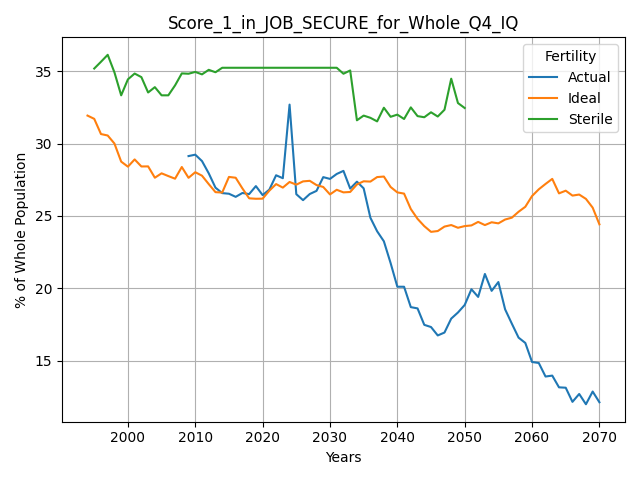 Score_1_in_JOB_SECURE_for_Whole_Q4_IQ
Fertility
Actual
Ideal
Sterile
% of Whole Population
35
30
25
20
15
2000 2010 2020 2030 2040 2050 2060 2070
Years